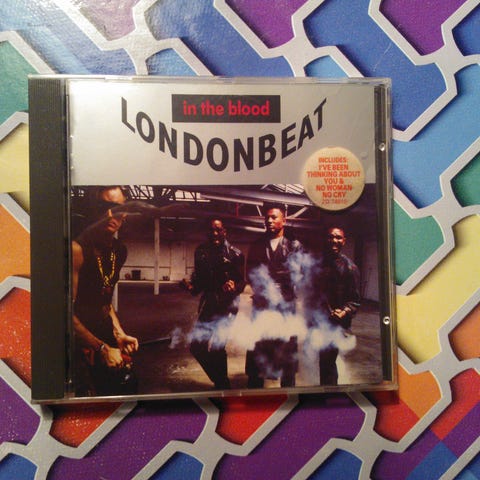 in the blood
LONDONBEAT
INCLUDES:
I'VE BEEN
THINKING ABOUT
YOU &
NO WOMAN
NO CRY